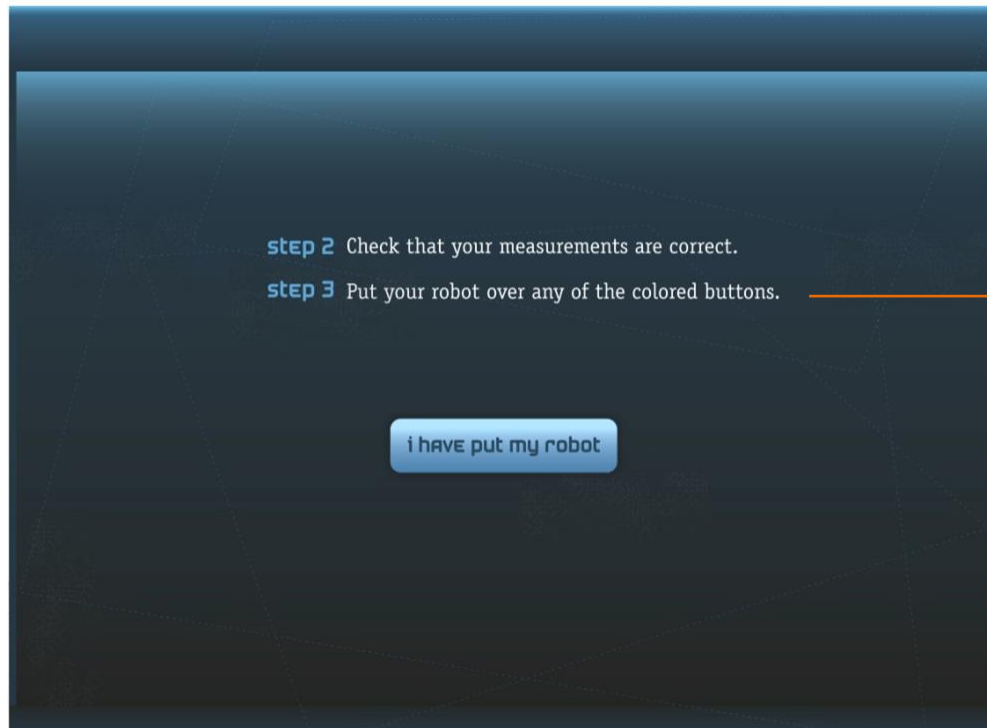 step 2 Check that your measurements are correct.
step 3 Put your robot over any of the colored buttons.
i have put my robot